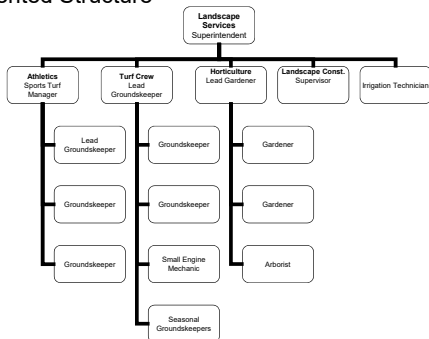 ented Structure
Landscape
Services
Superintendent
Athletics
Sports Turf
Manager
Turf Crew
Lead
Groundskeeper
Horticulture
Lead Gardener
Landscape Const.
Supervisor
Irrigation Technician
Lead
Groundskeeper
Groundskeeper
Gardener
Groundskeeper
Groundskeeper
Gardener
Groundskeeper
Small Engine
Mechanic
Arborist
Seasonal
Groundskeepers